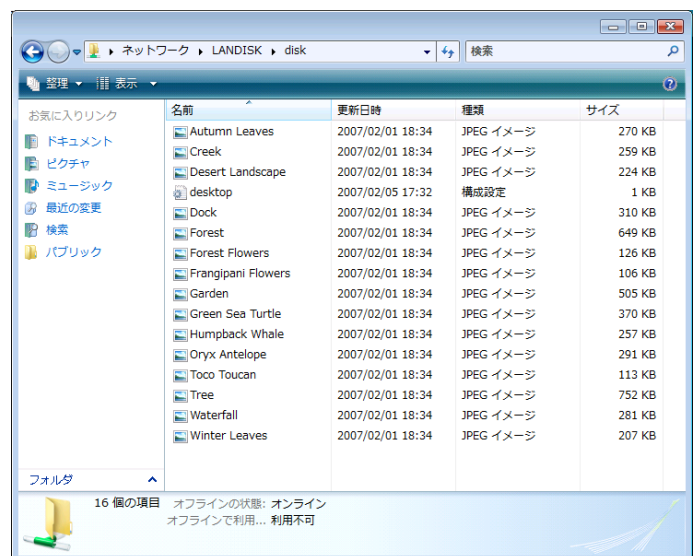 ネットワーク LANDISK disk 検索
整理 表示
お気に入りリンク
ドキュメント
ピクチャ
ミュージック
最近の変更
検索
パブリック
フォルダ
名前 更新日時 種類 サイズ
Autumn Leaves 2007/02/01 18:34 JPEG イメージ 270 KB
Creek 2007/02/01 18:34 JPEG イメージ 259 KB
Desert Landscape 2007/02/01 18:34 JPEG イメージ 224 KB
desktop 2007/02/05 17:32 構成設定 1 KB
Dock 2007/02/01 18:34 JPEG イメージ 310 KB
Forest 2007/02/01 18:34 JPEG イメージ 649 KB
Forest Flowers 2007/02/01 18:34 JPEG イメージ 126 KB
Frangipani Flowers 2007/02/01 18:34 JPEG イメージ 106 KB
Garden 2007/02/01 18:34 JPEG イメージ 505 KB
Green Sea Turtle 2007/02/01 18:34 JPEG イメージ 370 KB
Humpback Whale 2007/02/01 18:34 JPEG イメージ 257 KB
Oryx Antelope 2007/02/01 18:34 JPEG イメージ 291 KB
Toco Toucan 2007/02/01 18:34 JPEG イメージ 113 KB
Tree 2007/02/01 18:34 JPEG イメージ 752 KB
Waterfall 2007/02/01 18:34 JPEG イメージ 281 KB
Winter Leaves 2007/02/01 18:34 JPEG イメージ 207 KB
16 個の項目 オフラインの状態: オンライン
オフラインで利用... 利用不可